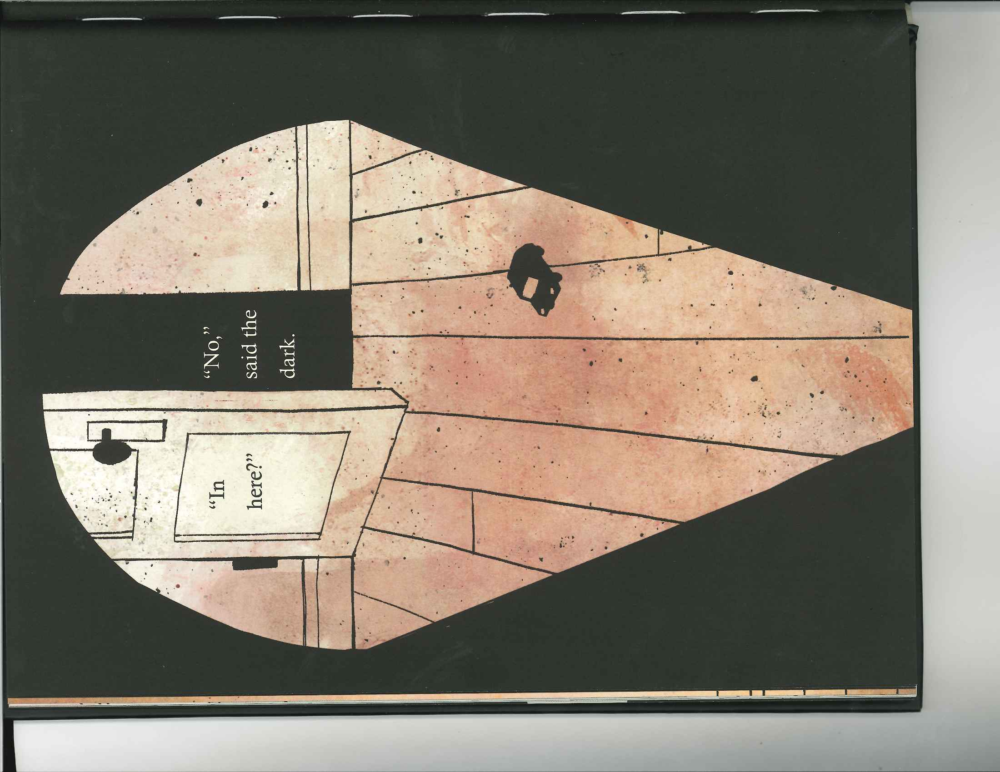 “In
here?”
“No,”
said the
dark.